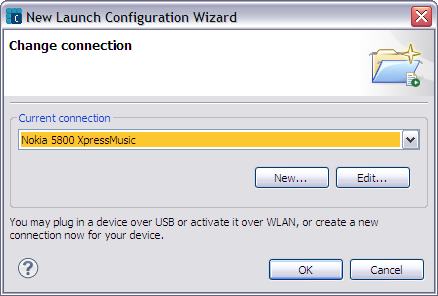 New Launch Configuration Wizard
Change connection
Current connection
Nokia 5800 XpressMusic
New...
Edit...
You may plug in a device over USB or activate it over WLAN, or create a new
connection now for your device.
OK
Cancel